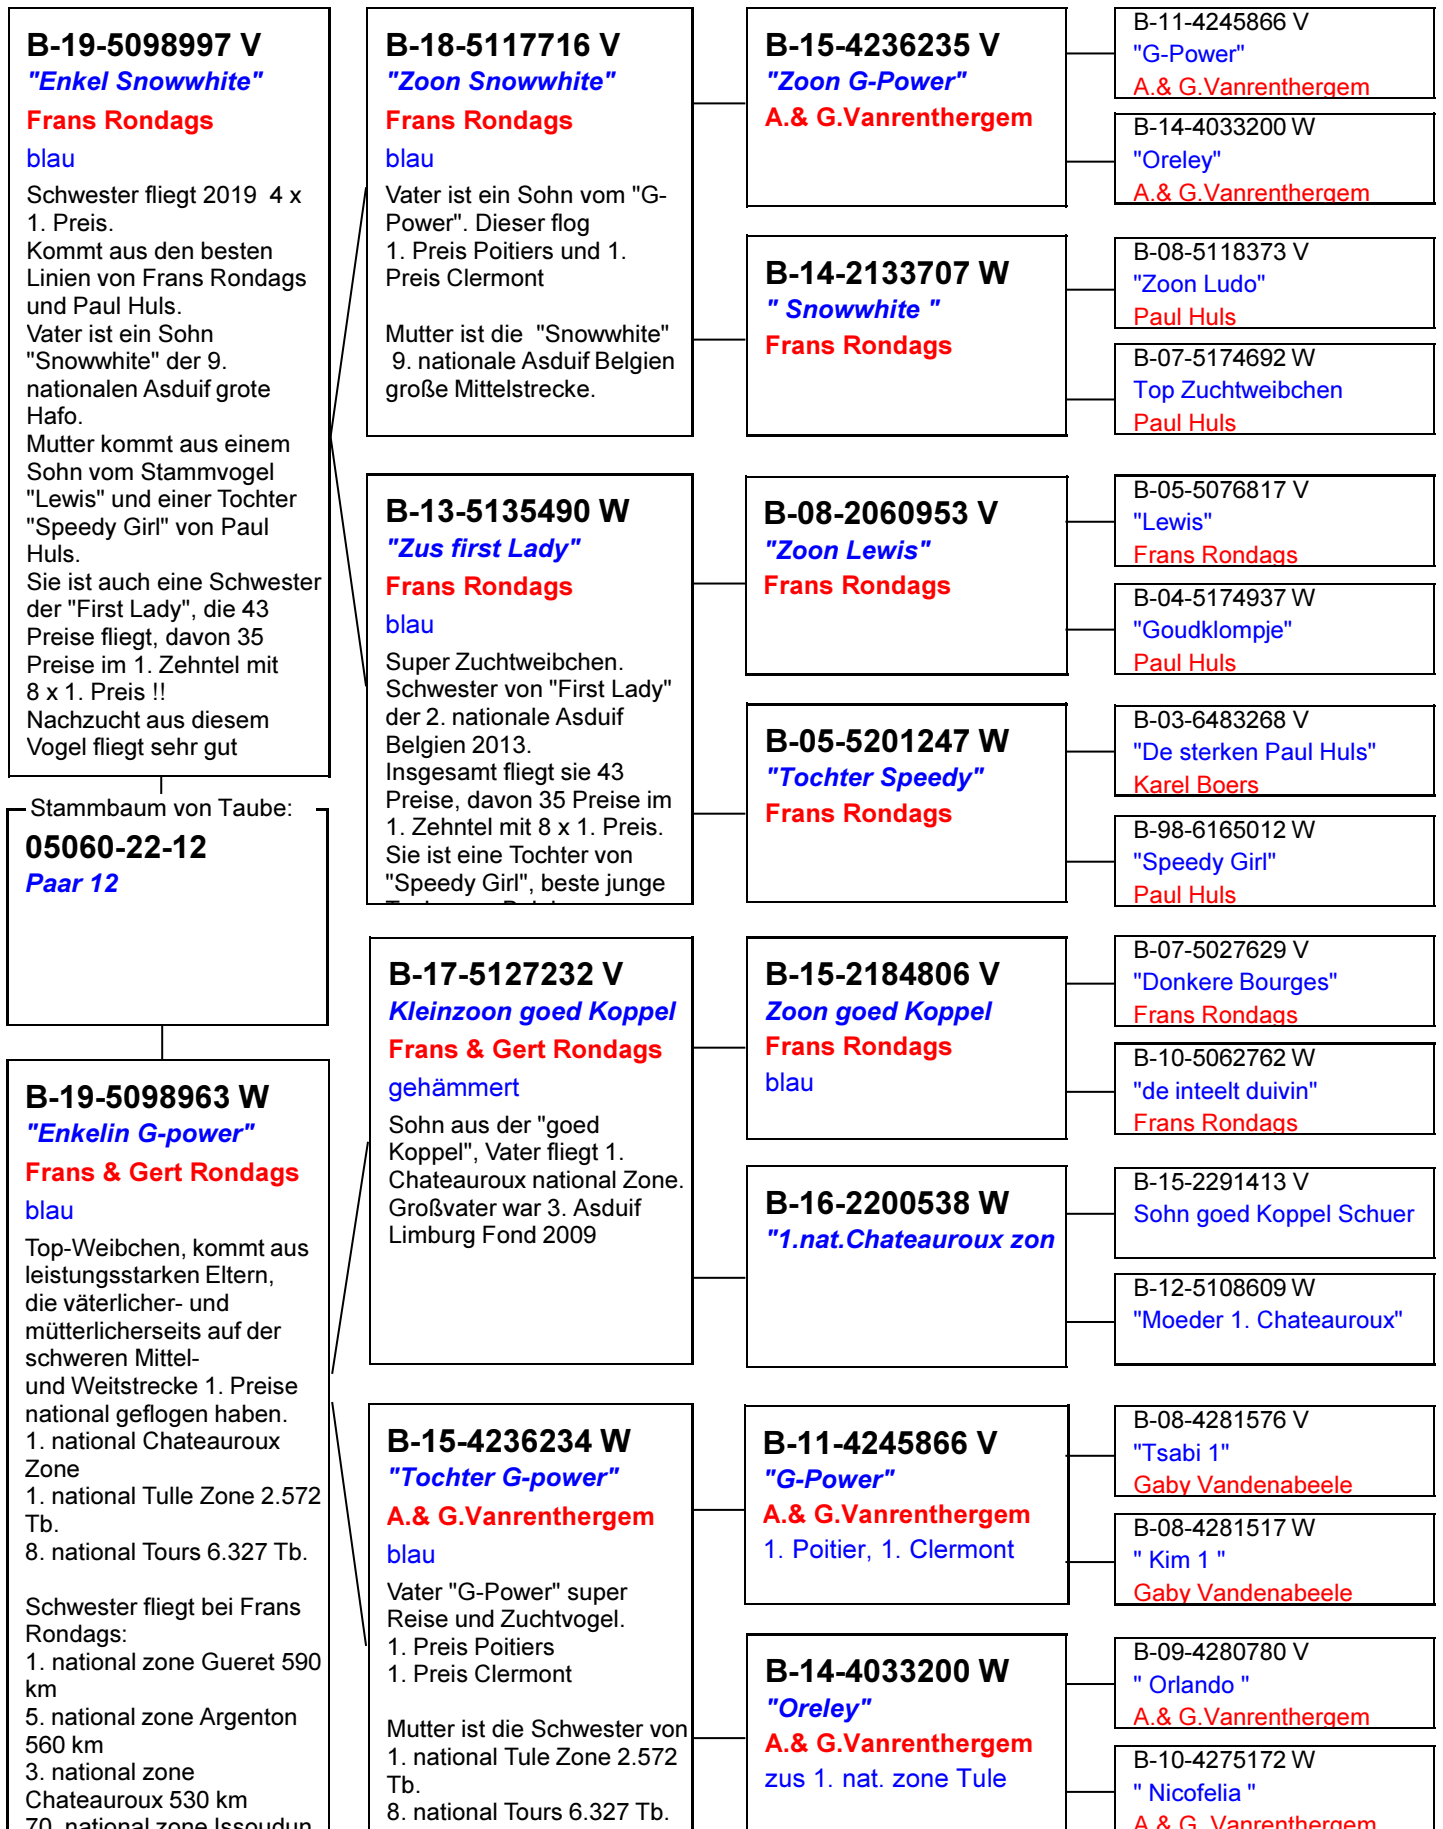 B-19-5098997 V
"Enkel Snowwhite"
Frans Rondags
blau
Schwester fliegt 2019  4 x
1. Preis.
Kommt aus den besten
Linien von Frans Rondags
und Paul Huls.
Vater ist ein Sohn
"Snowwhite" der 9.
nationalen Asduif grote
Hafo.
Mutter kommt aus einem
Sohn vom Stammvogel
"Lewis" und einer Tochter
"Speedy Girl" von Paul
Huls.
Sie ist auch eine Schwester
der "First Lady", die 43
Preise fliegt, davon 35
Preise im 1. Zehntel mit
8 x 1. Preis !!
Nachzucht aus diesem
Vogel fliegt sehr gut
Stammbaum von Taube:
05060-22-12
Paar 12
B-19-5098963 W
"Enkelin G-power"
Frans & Gert Rondags
blau
Top-Weibchen, kommt aus
leistungsstarken Eltern,
die väterlicher- und
mütterlicherseits auf der
schweren Mittel-
und Weitstrecke 1. Preise
national geflogen haben.
1. national Chateauroux
Zone
1. national Tulle Zone 2.572
Tb.
8. national Tours 6.327 Tb.
Schwester fliegt bei Frans
Rondags:
1. national zone Gueret 590
km
5. national zone Argenton
560 km
3. national zone
Chateauroux 530 km
70. national zone Issoudun
B-18-5117716 V
"Zoon Snowwhite"
Frans Rondags
blau
Vater ist ein Sohn vom "G-
Power". Dieser flog
1. Preis Poitiers und 1.
Preis Clermont
Mutter ist die  "Snowwhite"
9. nationale Asduif Belgien
große Mittelstrecke.
B-13-5135490 W
"Zus first Lady"
Frans Rondags
blau
Super Zuchtweibchen.
Schwester von "First Lady"
der 2. nationale Asduif
Belgien 2013.
Insgesamt fliegt sie 43
Preise, davon 35 Preise im
1. Zehntel mit 8 x 1. Preis.
Sie ist eine Tochter von
"Speedy Girl", beste junge
B-17-5127232 V
Kleinzoon goed Koppel
Frans & Gert Rondags
gehämmert
Sohn aus der "goed
Koppel", Vater fliegt 1.
Chateauroux national Zone.
Großvater war 3. Asduif
Limburg Fond 2009
B-15-4236234 W
"Tochter G-power"
A.& G.Vanrenthergem
blau
Vater "G-Power" super
Reise und Zuchtvogel.
1. Preis Poitiers
1. Preis Clermont
Mutter ist die Schwester von
1. national Tule Zone 2.572
Tb.
8. national Tours 6.327 Tb.
B-15-4236235 V
"Zoon G-Power"
A.& G.Vanrenthergem
B-14-2133707 W
" Snowwhite "
Frans Rondags
B-08-2060953 V
"Zoon Lewis"
Frans Rondags
B-05-5201247 W
"Tochter Speedy"
Frans Rondags
B-15-2184806 V
Zoon goed Koppel
Frans Rondags
blau
B-16-2200538 W
"1.nat.Chateauroux zon
B-11-4245866 V
"G-Power"
A.& G.Vanrenthergem
1. Poitier, 1. Clermont
B-14-4033200 W
"Oreley"
A.& G.Vanrenthergem
zus 1. nat. zone Tule
B-11-4245866 V
"G-Power"
A.& G.Vanrenthergem
B-14-4033200 W
"Oreley"
A.& G.Vanrenthergem
B-08-5118373 V
"Zoon Ludo"
Paul Huls
B-07-5174692 W
Top Zuchtweibchen
Paul Huls
B-05-5076817 V
"Lewis"
Frans Rondags
B-04-5174937 W
"Goudklompje"
Paul Huls
B-03-6483268 V
"De sterken Paul Huls"
Karel Boers
B-98-6165012 W
"Speedy Girl"
Paul Huls
B-07-5027629 V
"Donkere Bourges"
Frans Rondags
B-10-5062762 W
"de inteelt duivin"
Frans Rondags
B-15-2291413 V
Sohn goed Koppel Schuer
B-12-5108609 W
"Moeder 1. Chateauroux"
B-08-4281576 V
"Tsabi 1"
Gaby Vandenabeele
B-08-4281517 W
" Kim 1 "
Gaby Vandenabeele
B-09-4280780 V
" Orlando "
A.& G.Vanrenthergem
B-10-4275172 W
" Nicofelia "
A.& G. Vanrenthergem